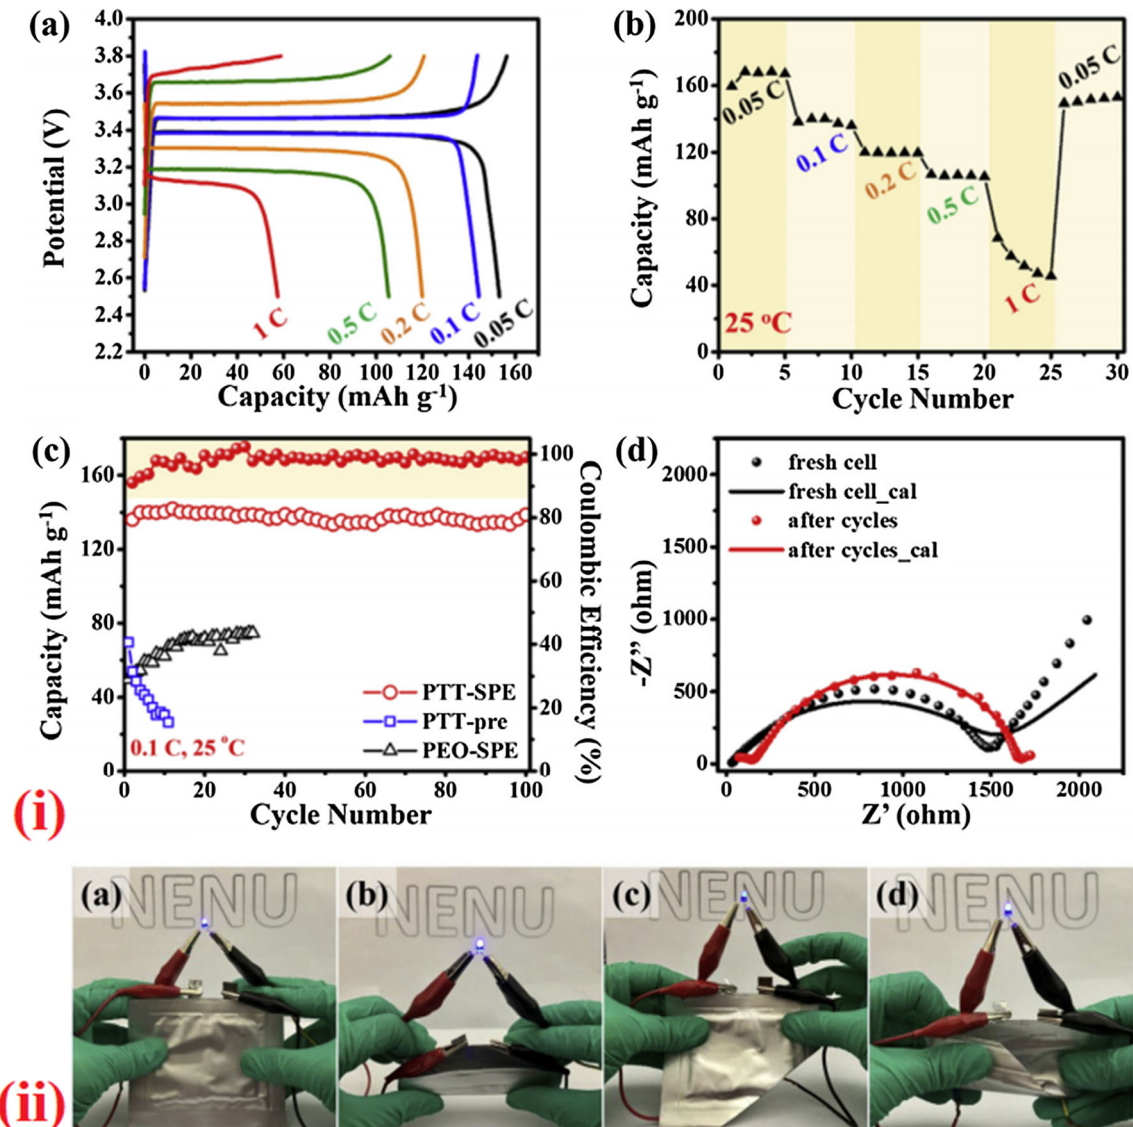 (a)
4.0
3.8
3.6
3.4
3.2
3.0
2.8
2.6
2.4
2.2
Potential (V)
1 C
0.5 C
0.2 C
0.1 C
0.05 C
0 20 40 60 80 100 120 140 160
Capacity (mAh g-1)
(b)
200
160
120
80
40
0
Capacity (mAh g-1)
0.05 C
0.1 C
0.2 C
0.5 C
1 C
0.05 C
25 ºC
0 5 10 15 20 25 30
Cycle Number
(c)
160
120
80
40
0
Capacity (mAh g-1)
100
80
60
40
20
0
Coulombic Efficiency (%)
PTT-SPE
PTT-pre
PEO-SPE
0.1 C, 25 ºC
0 20 40 60 80 100
Cycle Number
(d)
2000
1500
1000
500
0
-Z” (ohm)
fresh cell
fresh cell_cal
after cycles
after cycles_cal
0 500 1000 1500 2000
Z’ (ohm)
(i)
(a)
NENU
(b)
NENU
(c)
NENU
(d)
NENU
(ii)